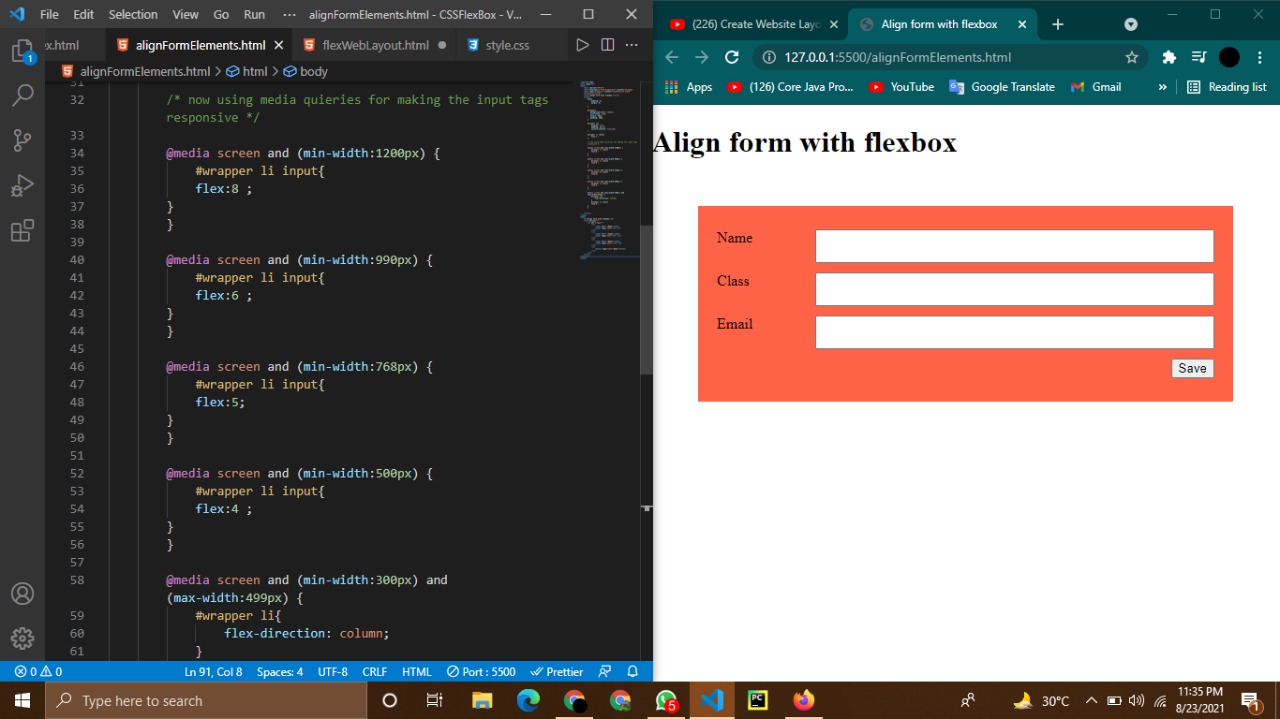 File Edit Selection View Go Run ··· alignFormElements.html - CSSFlexBox - V...
ex.html alignFormElements.html flexWebLayout.html style.css
alignFormElements.html > html > body
31
32 /* now using media quieries for making the input tags
responsive */
33
34 @media screen and (min-width:1200px) {
35 #wrapper li input{
36 flex:8 ;
37 }
38 }
39
40 @media screen and (min-width:990px) {
41 #wrapper li input{
42 flex:6 ;
43 }
44 }
45
46 @media screen and (min-width:768px) {
47 #wrapper li input{
48 flex:5;
49 }
50 }
51
52 @media screen and (min-width:500px) {
53 #wrapper li input{
54 flex:4 ;
55 }
56 }
57
58 @media screen and (min-width:300px) and
(max-width:499px) {
59 #wrapper li{
60 flex-direction: column;
61 }
1
0 0 Ln 91, Col 8 Spaces: 4 UTF-8 CRLF HTML Port : 5500 Prettier
(226) Create Website Layo Align form with flexbox
127.0.0.1:5500/alignFormElements.html
Apps (126) Core Java Pro... YouTube Google Translate Gmail » Reading list
Align form with flexbox
Name
Class
Email
Save
Type here to search 5 PC 30°C 11:35 PM
8/23/2021 1